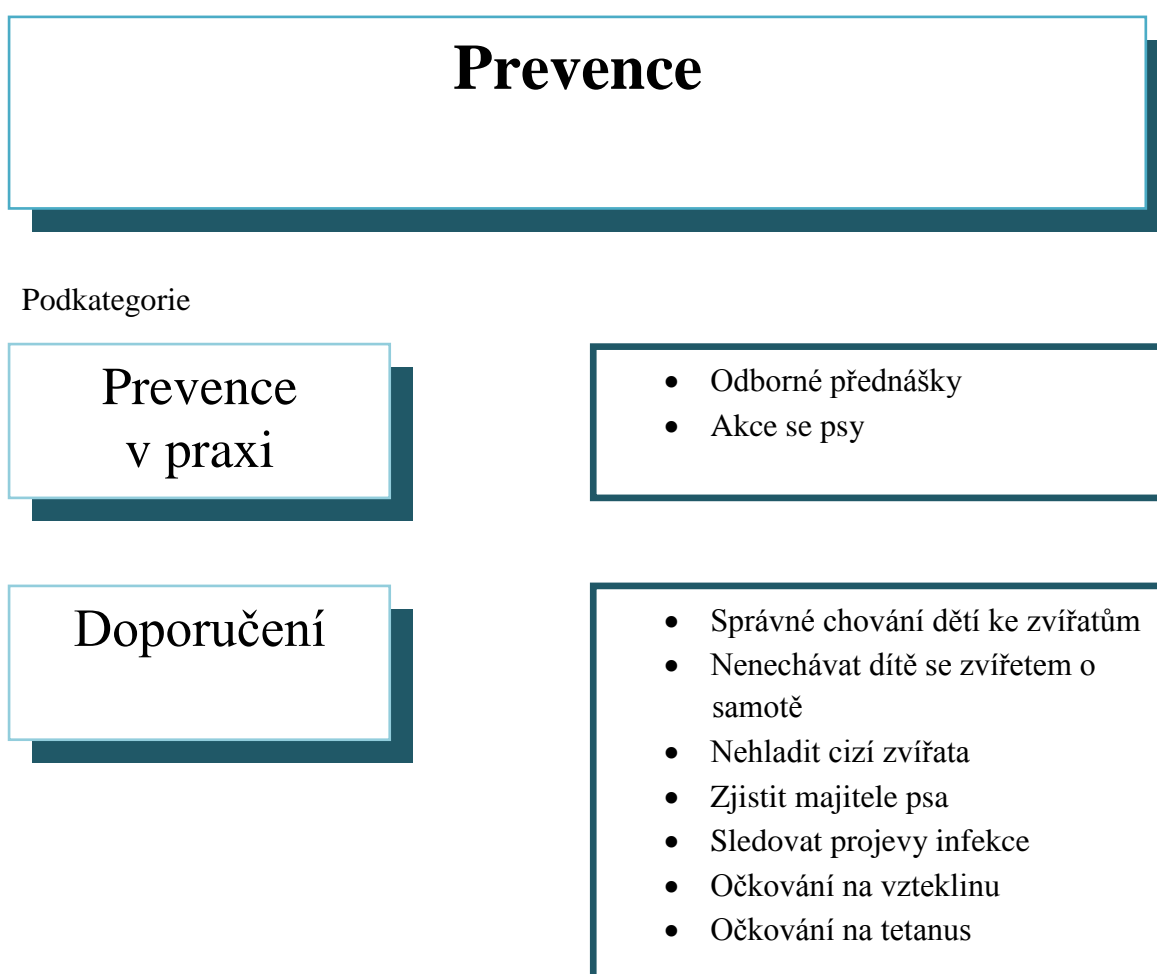 Prevence
Podkategorie
Prevence
v praxi
• Odborné přednášky
• Akce se psy
Doporučení
• Správné chování dětí ke zvířatům
• Nenechávat dítě se zvířetem o
samotě
• Nehladit cizí zvířata
• Zjistit majitele psa
• Sledovat projevy infekce
• Očkování na vzteklinu
• Očkování na tetanus